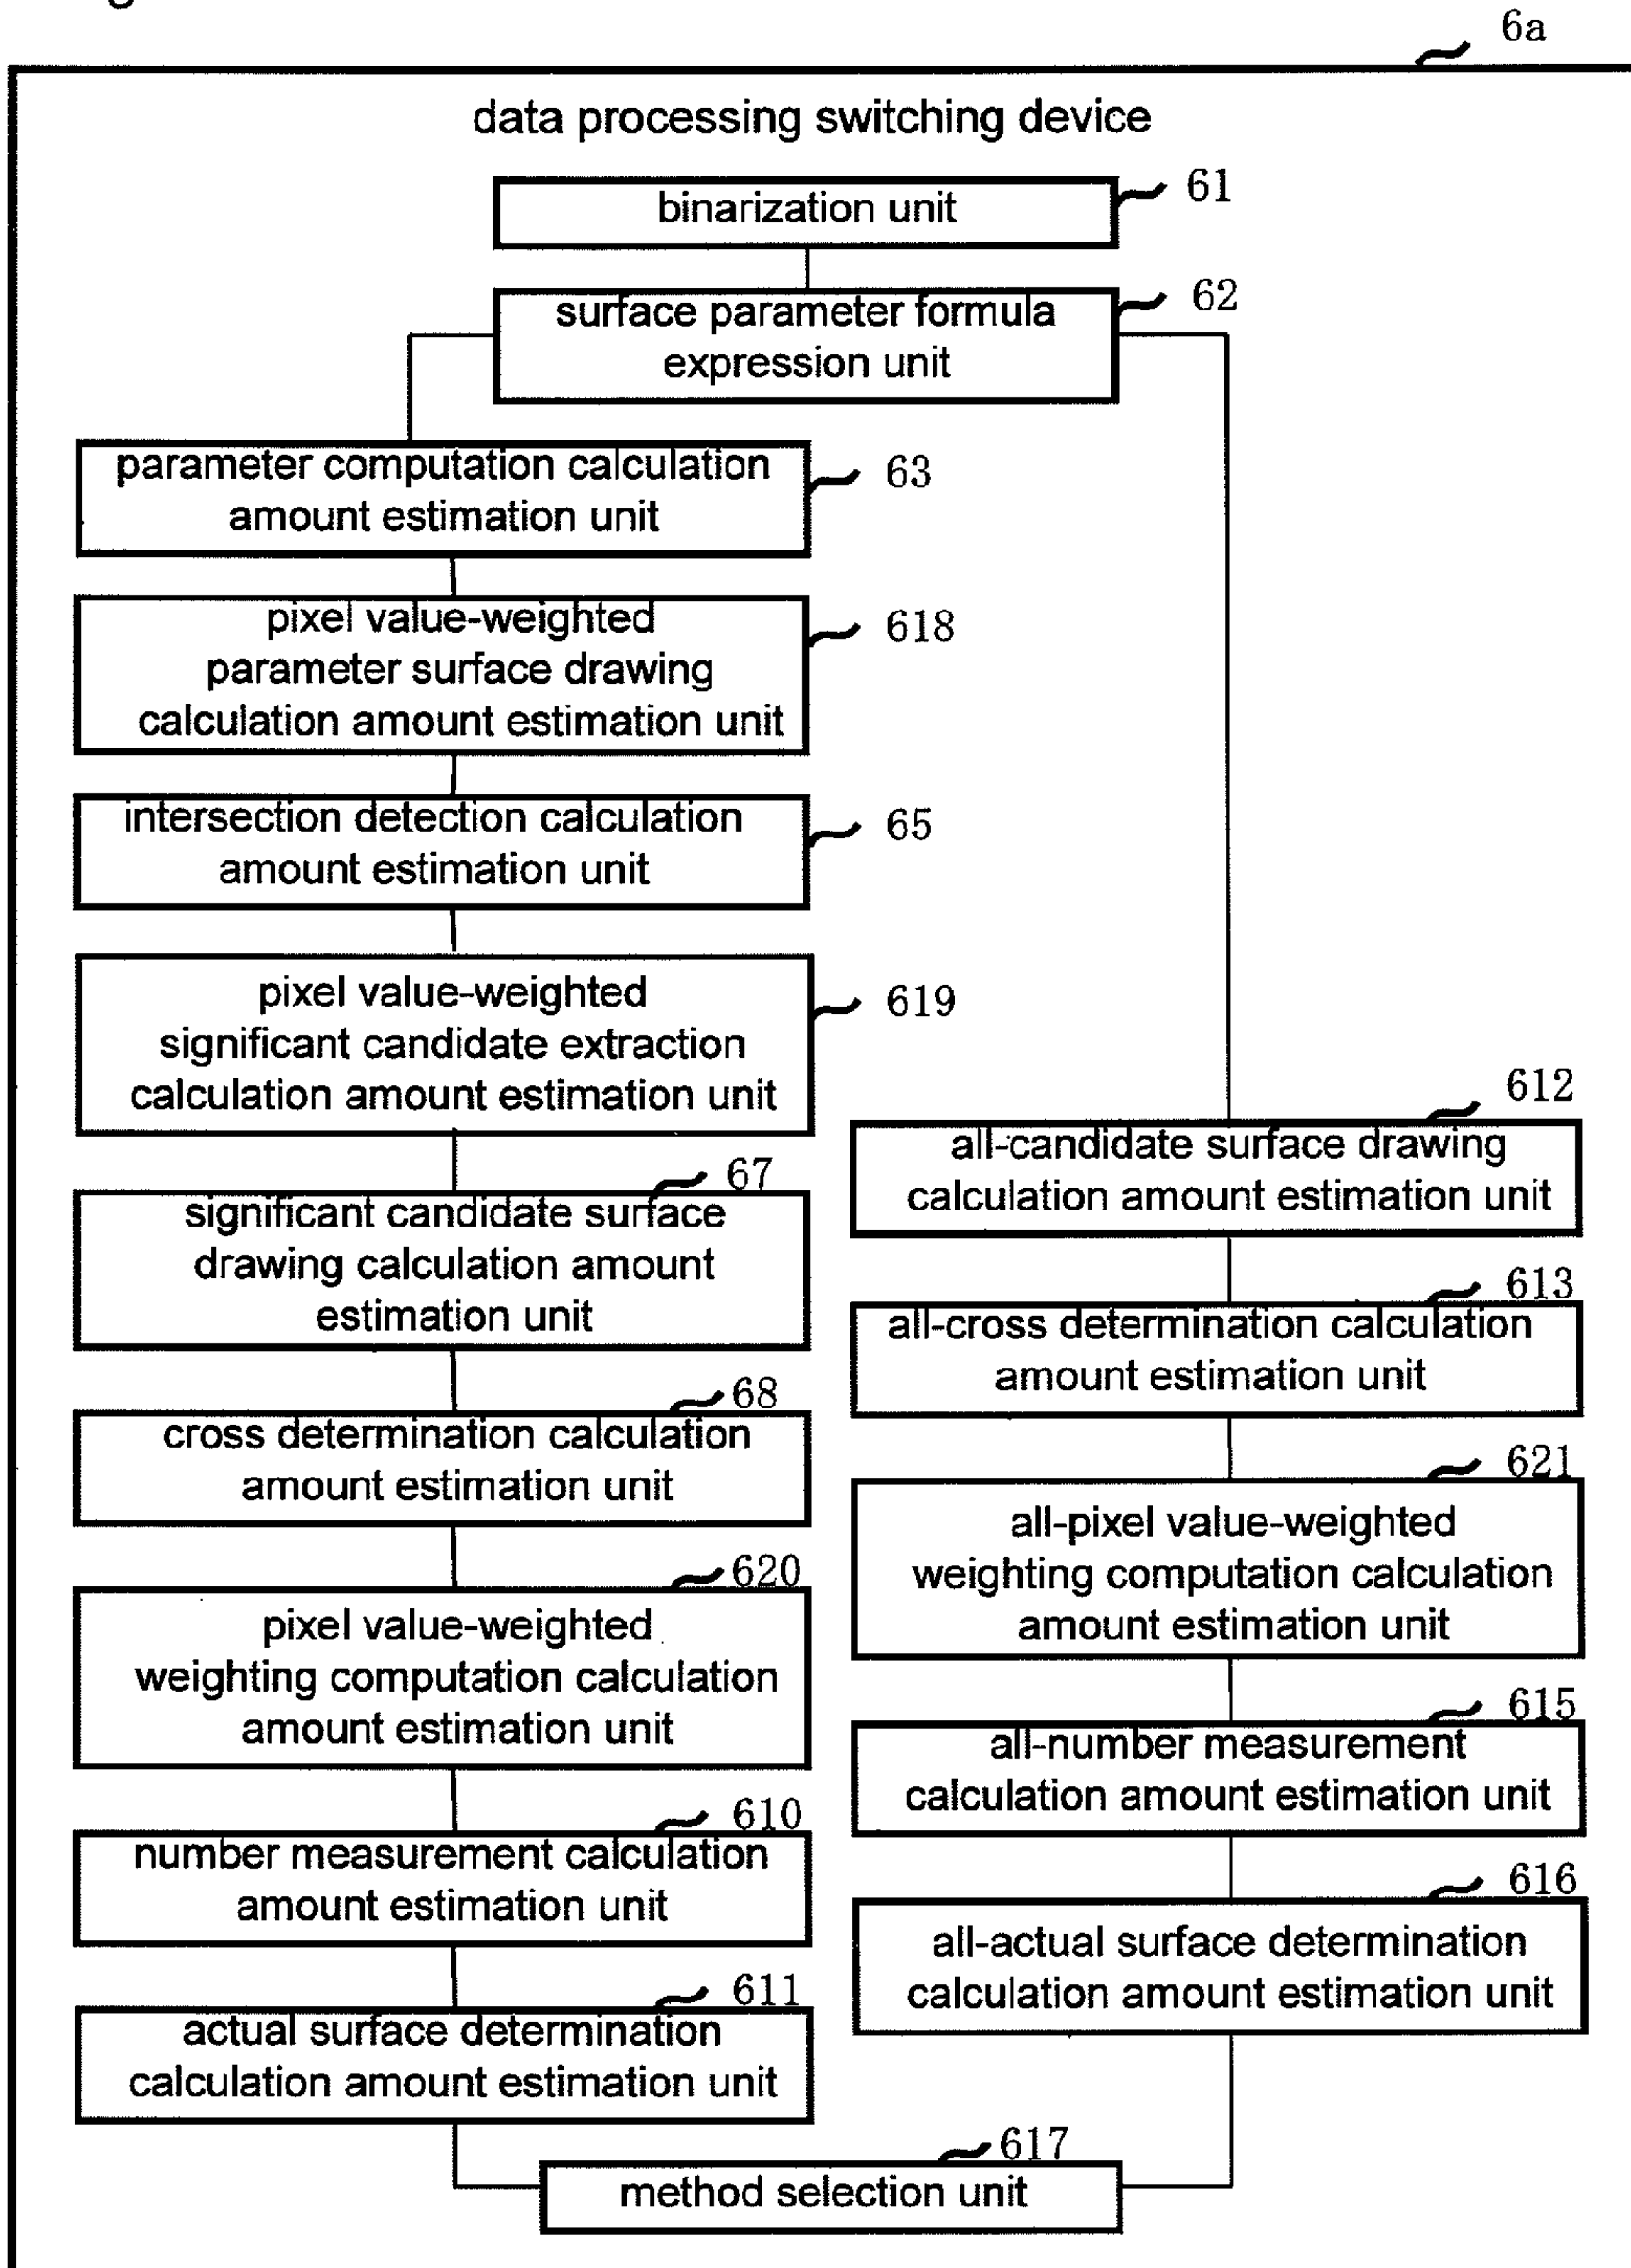 6a
data processing switching device
binarization unit
61
surface parameter formula
expression unit
62
parameter computation calculation
amount estimation unit
63
pixel value-weighted
parameter surface drawing
calculation amount estimation unit
618
intersection detection calculation
amount estimation unit
65
pixel value-weighted
significant candidate extraction
calculation amount estimation unit
619
67
significant candidate surface
drawing calculation amount
estimation unit
68
cross determination calculation
amount estimation unit
620
pixel value-weighted
weighting computation calculation
amount estimation unit
610
number measurement calculation
amount estimation unit
611
actual surface determination
calculation amount estimation unit
612
all-candidate surface drawing
calculation amount estimation unit
613
all-cross determination calculation
amount estimation unit
621
all-pixel value-weighted
weighting computation calculation
amount estimation unit
615
all-number measurement
calculation amount estimation unit
616
all-actual surface determination
calculation amount estimation unit
617
method selection unit